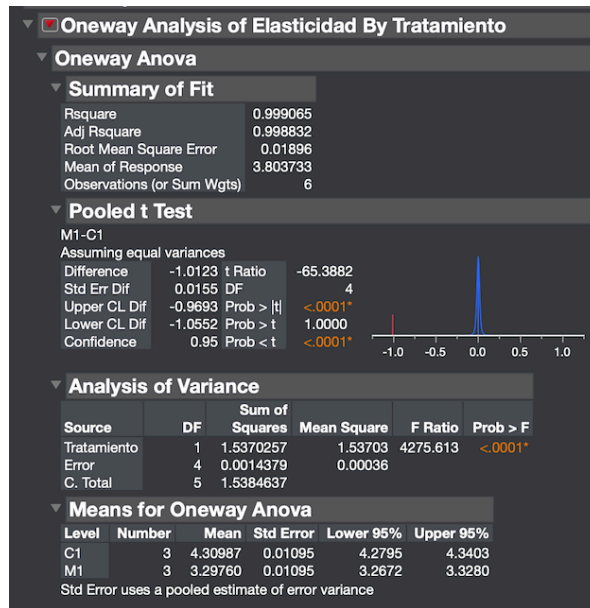 Oneway Analysis of Elasticidad By Tratamiento
Oneway Anova
Summary of Fit
Rsquare 0.999065
Adj Rsquare 0.998832
Root Mean Square Error 0.01896
Mean of Response 3.803733
Observations (or Sum Wgts) 6
Pooled t Test
M1-C1
Assuming equal variances
Difference -1.0123 t Ratio -65.3882
Std Err Dif 0.0155 DF 4
Upper CL Dif -0.9693 Prob > |t| <.0001*
Lower CL Dif -1.0552 Prob > t 1.0000
Confidence 0.95 Prob < t <.0001*
-1.0 -0.5 0.0 0.5 1.0
Analysis of Variance
Source DF Sum of Squares Mean Square F Ratio Prob > F
Tratamiento 1 1.5370257 1.53703 4275.613 <.0001*
Error 4 0.0014379 0.00036
C. Total 5 1.5384637
Means for Oneway Anova
Level Number Mean Std Error Lower 95% Upper 95%
C1 3 4.30987 0.01095 4.2795 4.3403
M1 3 3.29760 0.01095 3.2672 3.3280
Std Error uses a pooled estimate of error variance